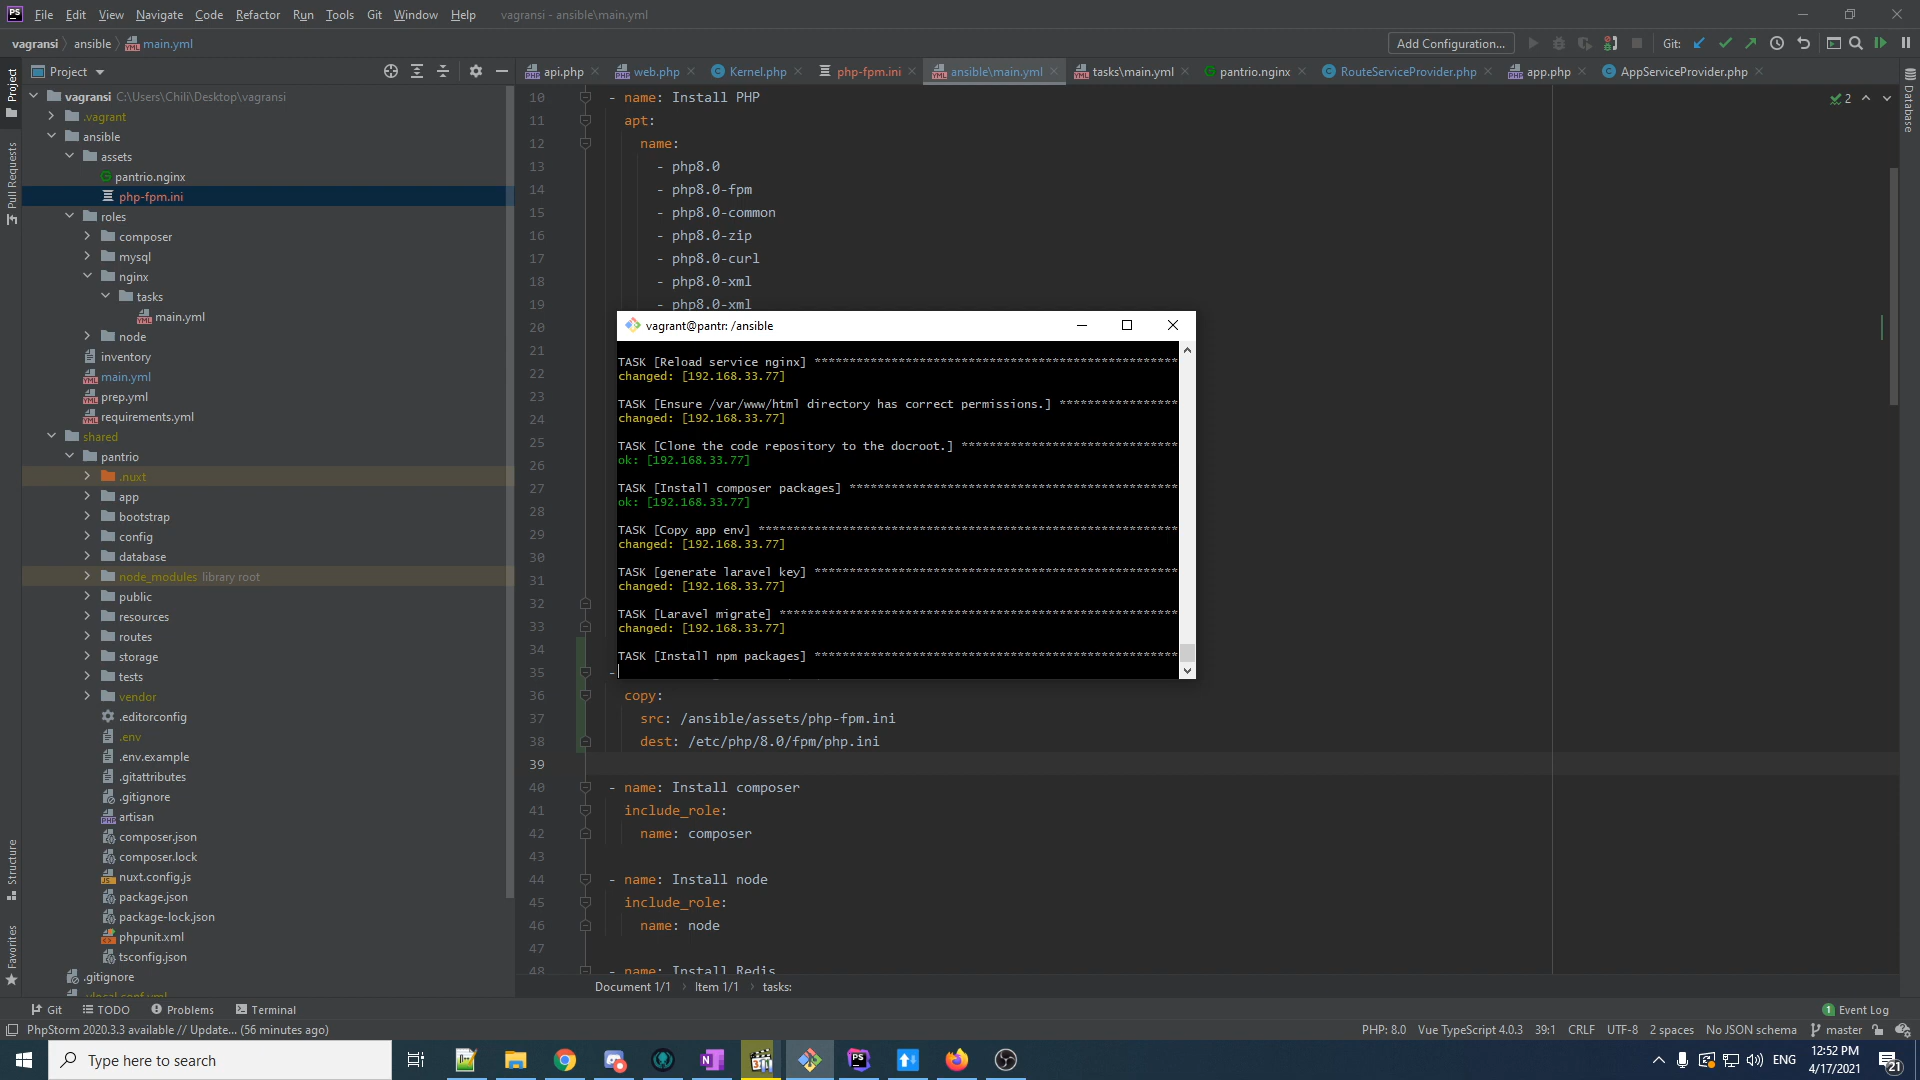 File Edit View Navigate Code Refactor Run Tools Git Window Help vagransi - ansible\main.yml
vagransi ansible main.yml Add Configuration... Git:
Project
api.php web.php Kernel.php php-fpm.ini ansible\main.yml tasks\main.yml pantrio.nginx RouteServiceProvider.php app.php AppServiceProvider.php
Project
Pull Requests
Structure
Favorites
Database
vagransi C:\Users\Chili\Desktop\vagransi
.vagrant
ansible
assets
pantrio.nginx
php-fpm.ini
roles
composer
mysql
nginx
tasks
main.yml
node
inventory
main.yml
prep.yml
requirements.yml
shared
pantrio
.nuxt
app
bootstrap
config
database
node_modules library root
public
resources
routes
storage
tests
vendor
.editorconfig
.env
.env.example
.gitattributes
.gitignore
artisan
composer.json
composer.lock
nuxt.config.js
package.json
package-lock.json
phpunit.xml
tsconfig.json
.gitignore
2
10 - name: Install PHP
11 apt:
12 name:
13 - php8.0
14 - php8.0-fpm
15 - php8.0-common
16 - php8.0-zip
17 - php8.0-curl
18 - php8.0-xml
19 - php8.0-xml
20
21
22
23
24
25
26
27
28
29
30
31
32
33
34
35 -
36 copy:
37 src: /ansible/assets/php-fpm.ini
38 dest: /etc/php/8.0/fpm/php.ini
39
40 - name: Install composer
41 include_role:
42 name: composer
43
44 - name: Install node
45 include_role:
46 name: node
47
48 - name: Install Redis
vagrant@pantr: /ansible
TASK [Reload service nginx] ****************************************************
changed: [192.168.33.77]
TASK [Ensure /var/www/html directory has correct permissions.] *****************
changed: [192.168.33.77]
TASK [Clone the code repository to the docroot.] *******************************
ok: [192.168.33.77]
TASK [Install composer packages] ***********************************************
ok: [192.168.33.77]
TASK [Copy app env] ************************************************************
changed: [192.168.33.77]
TASK [generate laravel key] ****************************************************
changed: [192.168.33.77]
TASK [Laravel migrate] *********************************************************
changed: [192.168.33.77]
TASK [Install npm packages] ****************************************************
Document 1/1 Item 1/1 tasks:
Git TODO Problems Terminal 1 Event Log
PhpStorm 2020.3.3 available // Update... (56 minutes ago) PHP: 8.0 Vue TypeScript 4.0.3 39:1 CRLF UTF-8 2 spaces No JSON schema master
Type here to search ENG 12:52 PM
4/17/2021 21